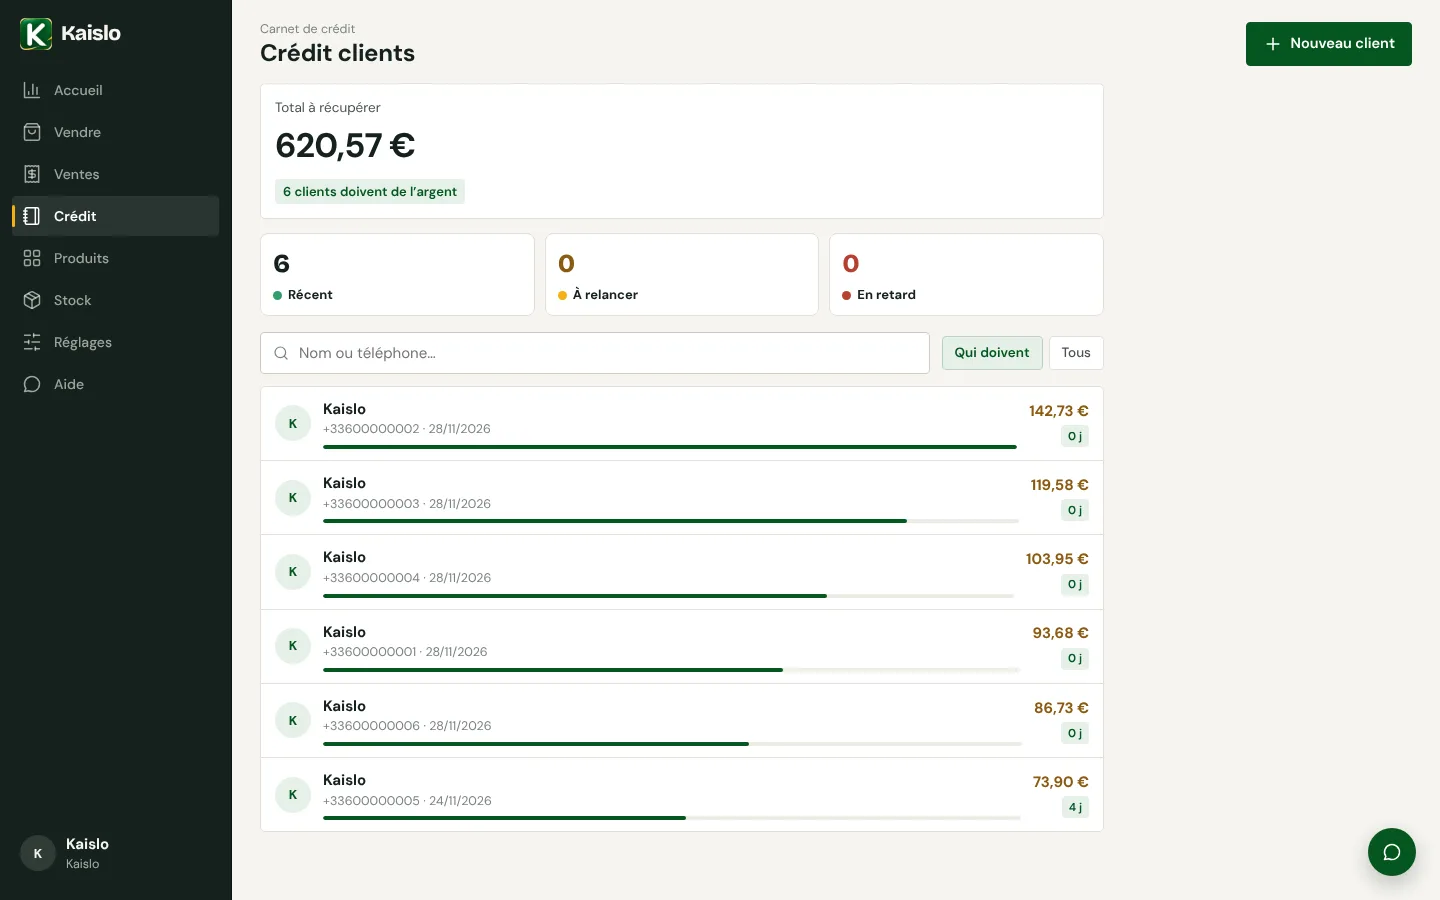 Kaislo
Accueil
Vendre
Ventes
Crédit
Produits
Stock
Réglages
Aide
K
Kaislo
Kaislo
Carnet de crédit
Crédit clients
Nouveau client
Total à récupérer
620,57 €
6 clients doivent de l’argent
6
Récent
0
À relancer
0
En retard
Nom ou téléphone...
Qui doivent
Tous
K
Kaislo
+33600000002 · 28/11/2026
142,73 €
0 j
K
Kaislo
+33600000003 · 28/11/2026
119,58 €
0 j
K
Kaislo
+33600000004 · 28/11/2026
103,95 €
0 j
K
Kaislo
+33600000001 · 28/11/2026
93,68 €
0 j
K
Kaislo
+33600000006 · 28/11/2026
86,73 €
0 j
K
Kaislo
+33600000005 · 24/11/2026
73,90 €
4 j